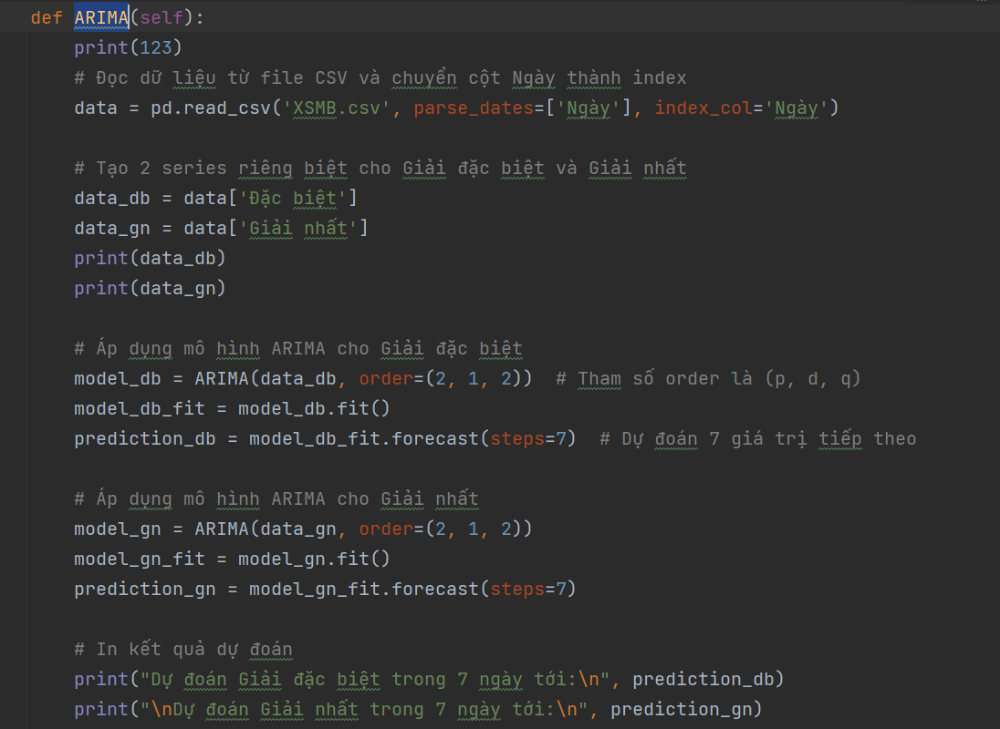 def ARIMA(self):
print(123)
# Đọc dữ liệu từ file CSV và chuyển cột Ngày thành index
data = pd.read_csv('XSMB.csv', parse_dates=['Ngày'], index_col='Ngày')
# Tạo 2 series riêng biệt cho Giải đặc biệt và Giải nhất
data_db = data['Đặc biệt']
data_gn = data['Giải nhất']
print(data_db)
print(data_gn)
# Áp dụng mô hình ARIMA cho Giải đặc biệt
model_db = ARIMA(data_db, order=(2, 1, 2))  # Tham số order là (p, d, q)
model_db_fit = model_db.fit()
prediction_db = model_db_fit.forecast(steps=7)  # Dự đoán 7 giá trị tiếp theo
# Áp dụng mô hình ARIMA cho Giải nhất
model_gn = ARIMA(data_gn, order=(2, 1, 2))
model_gn_fit = model_gn.fit()
prediction_gn = model_gn_fit.forecast(steps=7)
# In kết quả dự đoán
print("Dự đoán Giải đặc biệt trong 7 ngày tới:\n", prediction_db)
print("\nDự đoán Giải nhất trong 7 ngày tới:\n", prediction_gn)